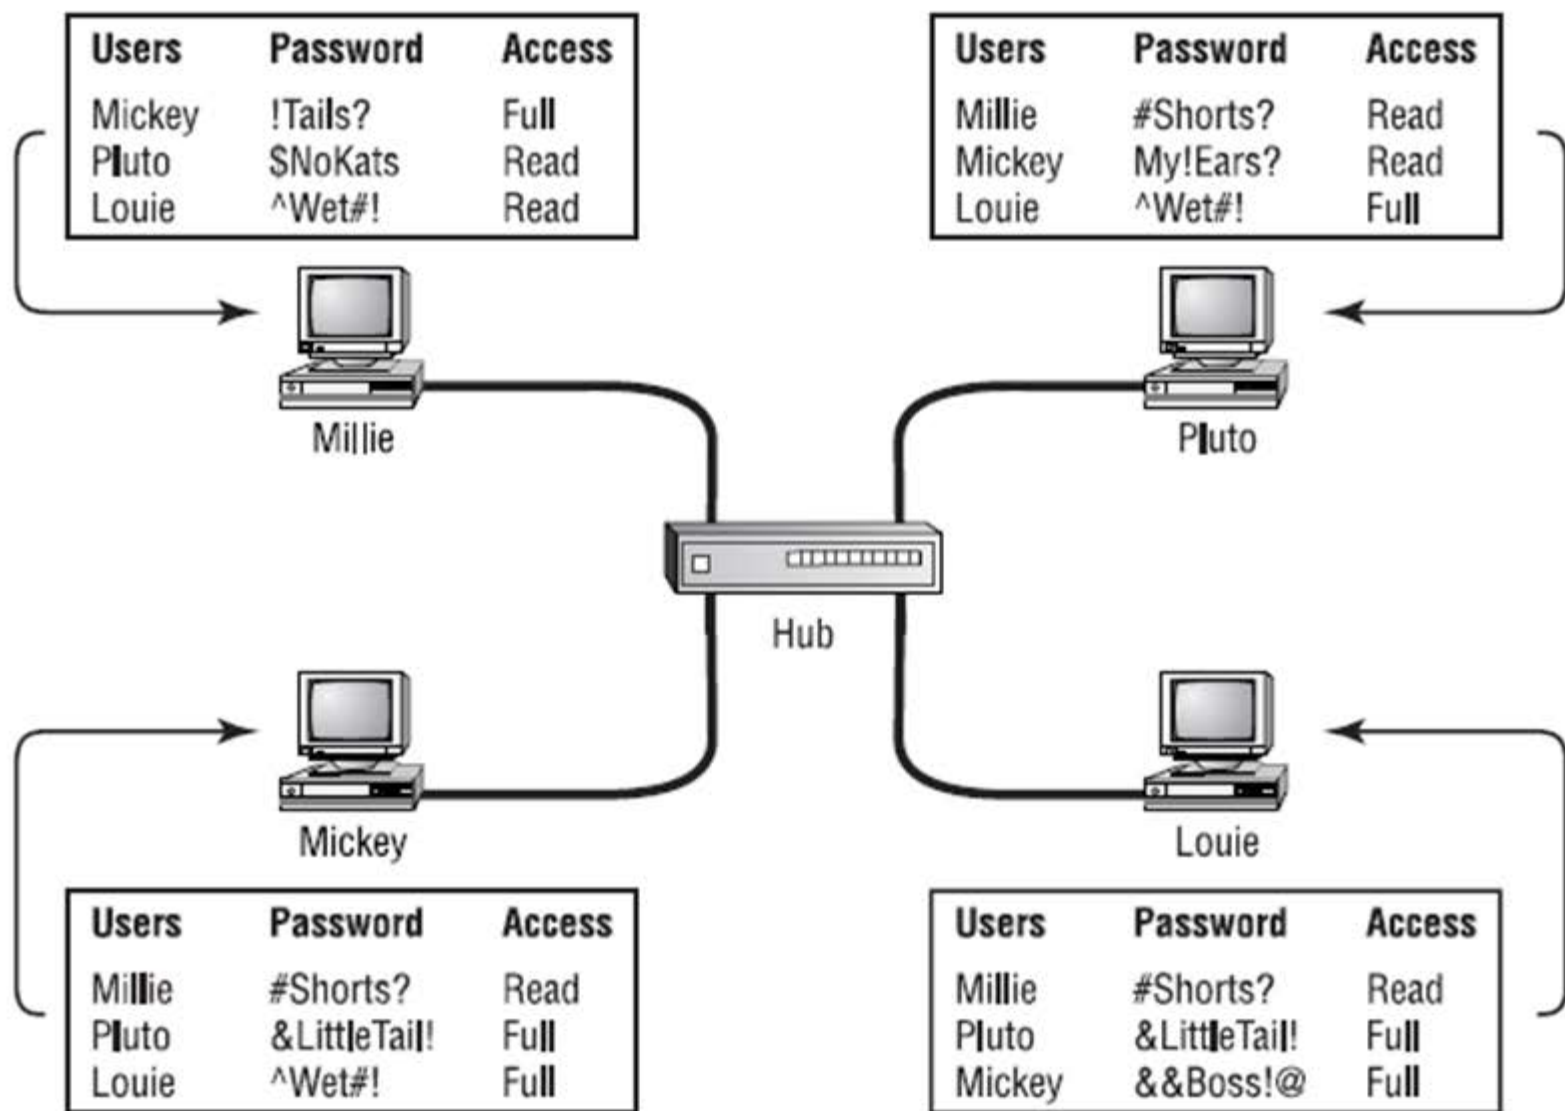 Users Password Access
Mickey !Tails? Full
Pluto $NoKats Read
Louie ^Wet#! Read
Users Password Access
Millie #Shorts? Read
Mickey My!Ears? Read
Louie ^Wet#! Full
Millie
Pluto
Hub
Mickey
Louie
Users Password Access
Millie #Shorts? Read
Pluto &LittleTail! Full
Louie ^Wet#! Full
Users Password Access
Millie #Shorts? Read
Pluto &LittleTail! Full
Mickey &&Boss!@ Full